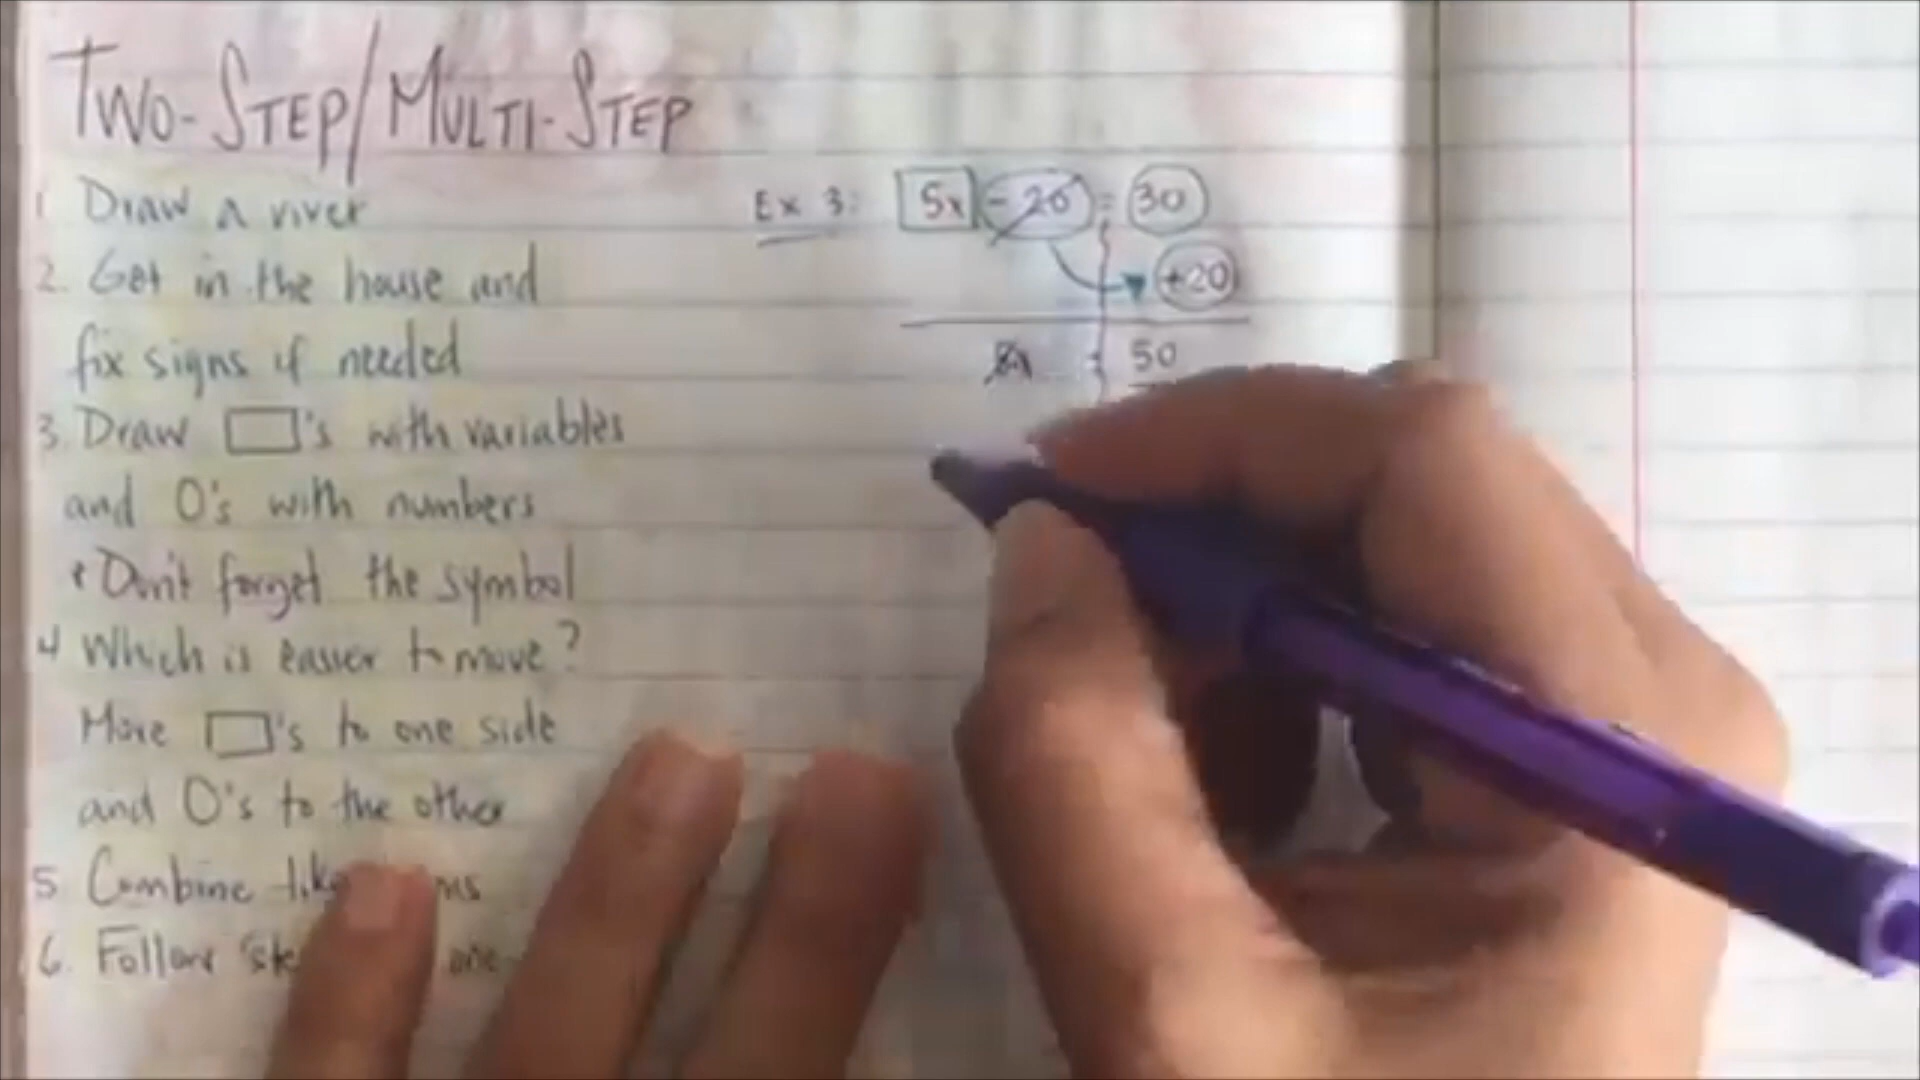 TWO-STEP/MULTI-STEP
1. Draw a river
2. Get in the house and
fix signs if needed
3. Draw □'s with variables
and O's with numbers
* Don't forget the symbol
4 Which is easier to move?
Move □'s to one side
and O's to the other
5. Combine
6. Follow one-
Ex 3: 5x - 20 = 30
+20
= 50